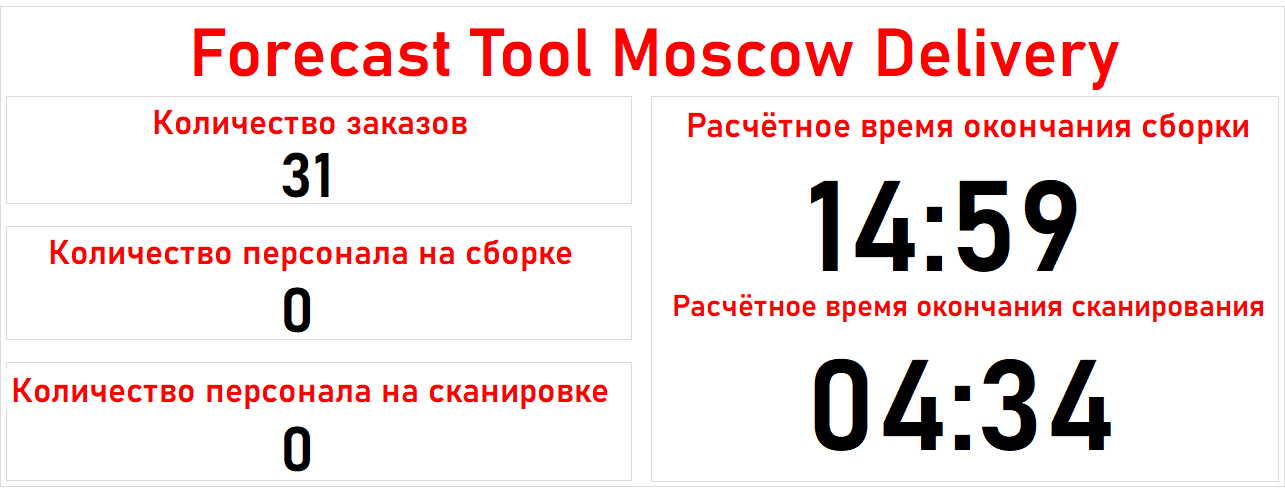 Forecast Tool Moscow Delivery
Количество заказов
31
Количество персонала на сборке
0
Количество персонала на сканировке
0
Расчётное время окончания сборки
14:59
Расчётное время окончания сканирования
04:34